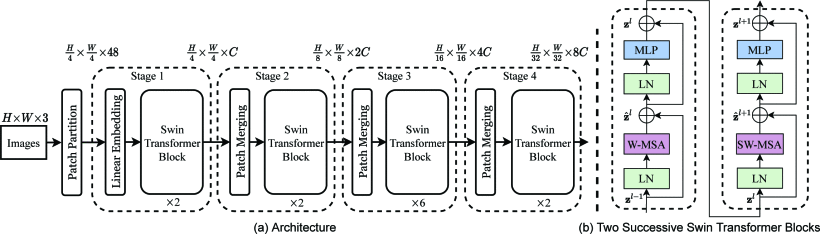 H/4 × W/4 × 48
H/4 × W/4 × C
H/8 × W/8 × 2C
H/16 × W/16 × 4C
H/32 × W/32 × 8C
H×W×3
Images
Patch Partition
Stage 1
Linear Embedding
Swin
Transformer
Block
×2
Stage 2
Patch Merging
Swin
Transformer
Block
×2
Stage 3
Patch Merging
Swin
Transformer
Block
×6
Stage 4
Patch Merging
Swin
Transformer
Block
×2
(a) Architecture
z^l
MLP
LN
ẑ^l
W-MSA
LN
z^{l−1}
z^{l+1}
MLP
LN
ẑ^{l+1}
SW-MSA
LN
z^l
(b) Two Successive Swin Transformer Blocks